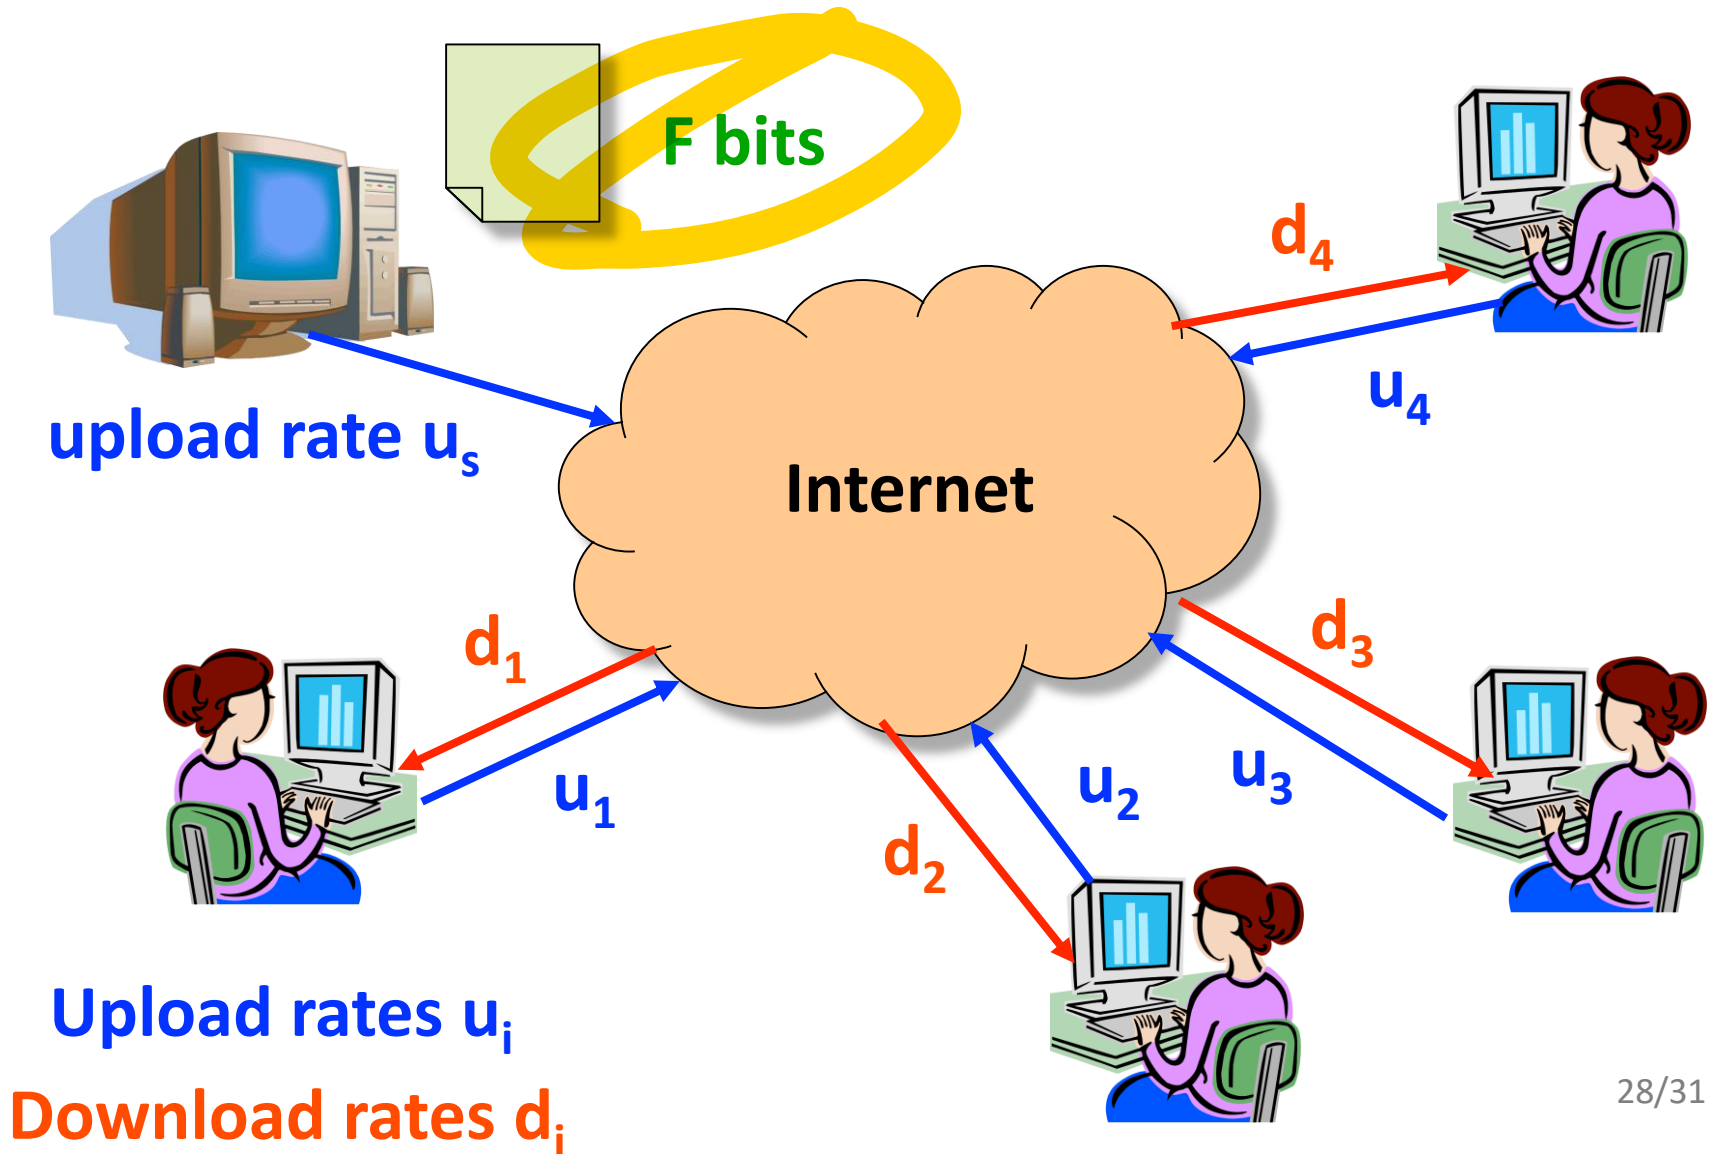 F bits
d4
u4
upload rate us
Internet
d1
d3
u1
u2
u3
d2
Upload rates ui
Download rates di
28/31